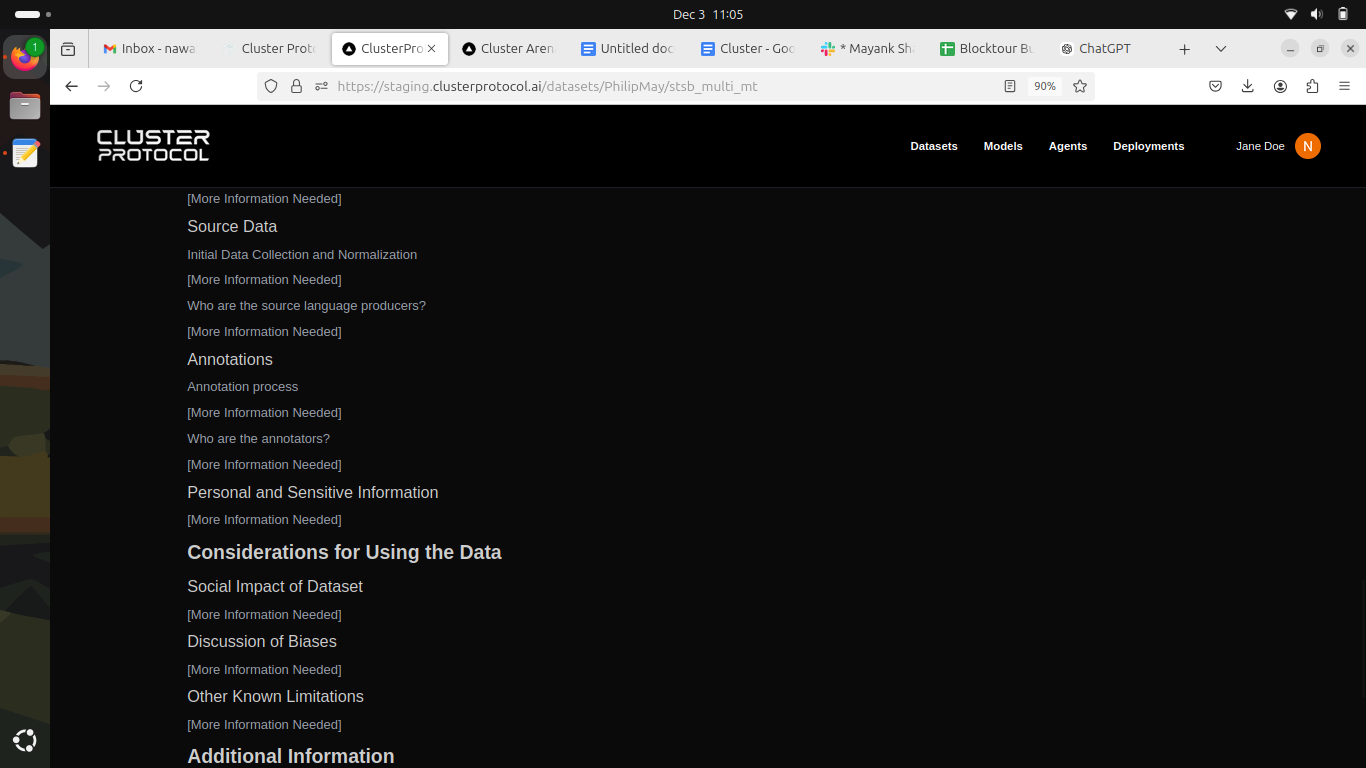 Dec 3 11:05
1
Inbox - nawa
Cluster Proto
ClusterPro
Cluster Aren
Untitled doc
Cluster - Goo
* Mayank Sh
Blocktour Bu
ChatGPT
https://staging.clusterprotocol.ai/datasets/PhilipMay/stsb_multi_mt
90%
CLUSTER
PROTOCOL
Datasets
Models
Agents
Deployments
Jane Doe
N
[More Information Needed]
Source Data
Initial Data Collection and Normalization
[More Information Needed]
Who are the source language producers?
[More Information Needed]
Annotations
Annotation process
[More Information Needed]
Who are the annotators?
[More Information Needed]
Personal and Sensitive Information
[More Information Needed]
Considerations for Using the Data
Social Impact of Dataset
[More Information Needed]
Discussion of Biases
[More Information Needed]
Other Known Limitations
[More Information Needed]
Additional Information